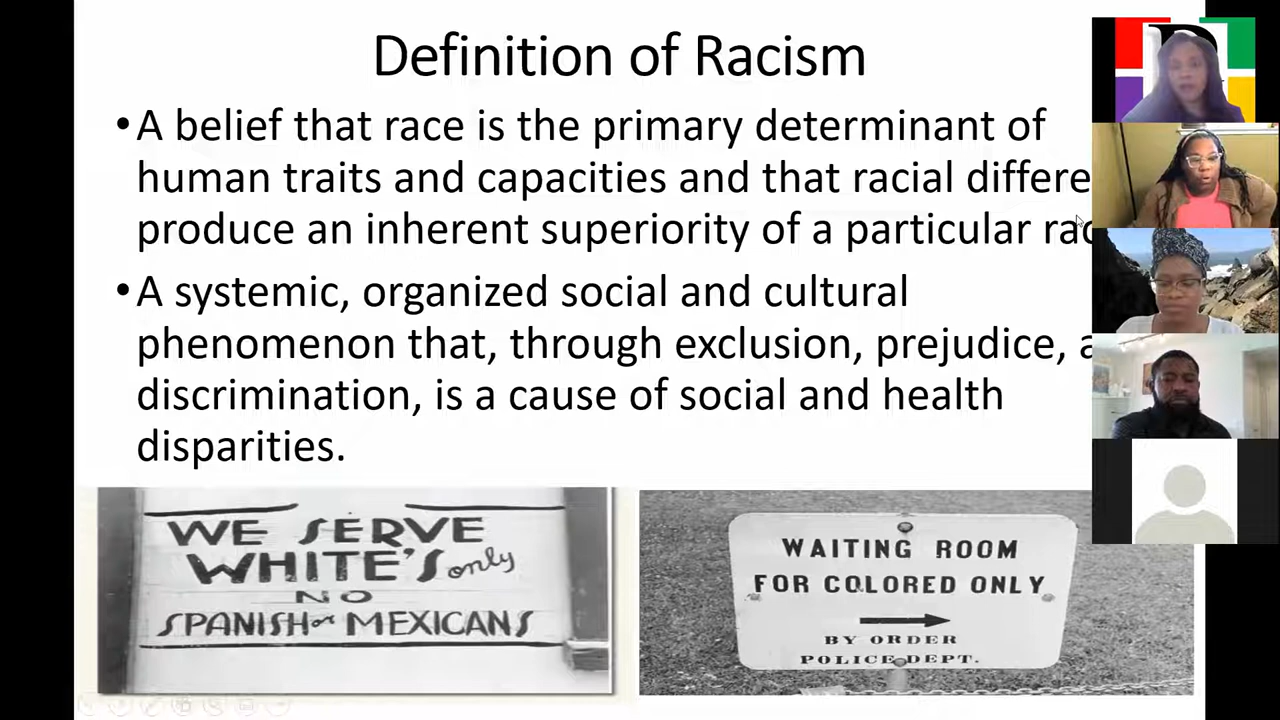 Definition of Racism
•A belief that race is the primary determinant of
human traits and capacities and that racial
produce an inherent superiority of a particular
•A systemic, organized social and cultural
phenomenon that, through exclusion, prejudice,
discrimination, is a cause of social and health
disparities.
WE SERVE
WHITE'S only
NO
SPANISH or MEXICANS
WAITING ROOM
FOR COLORED ONLY
BY ORDER
POLICE DEPT.